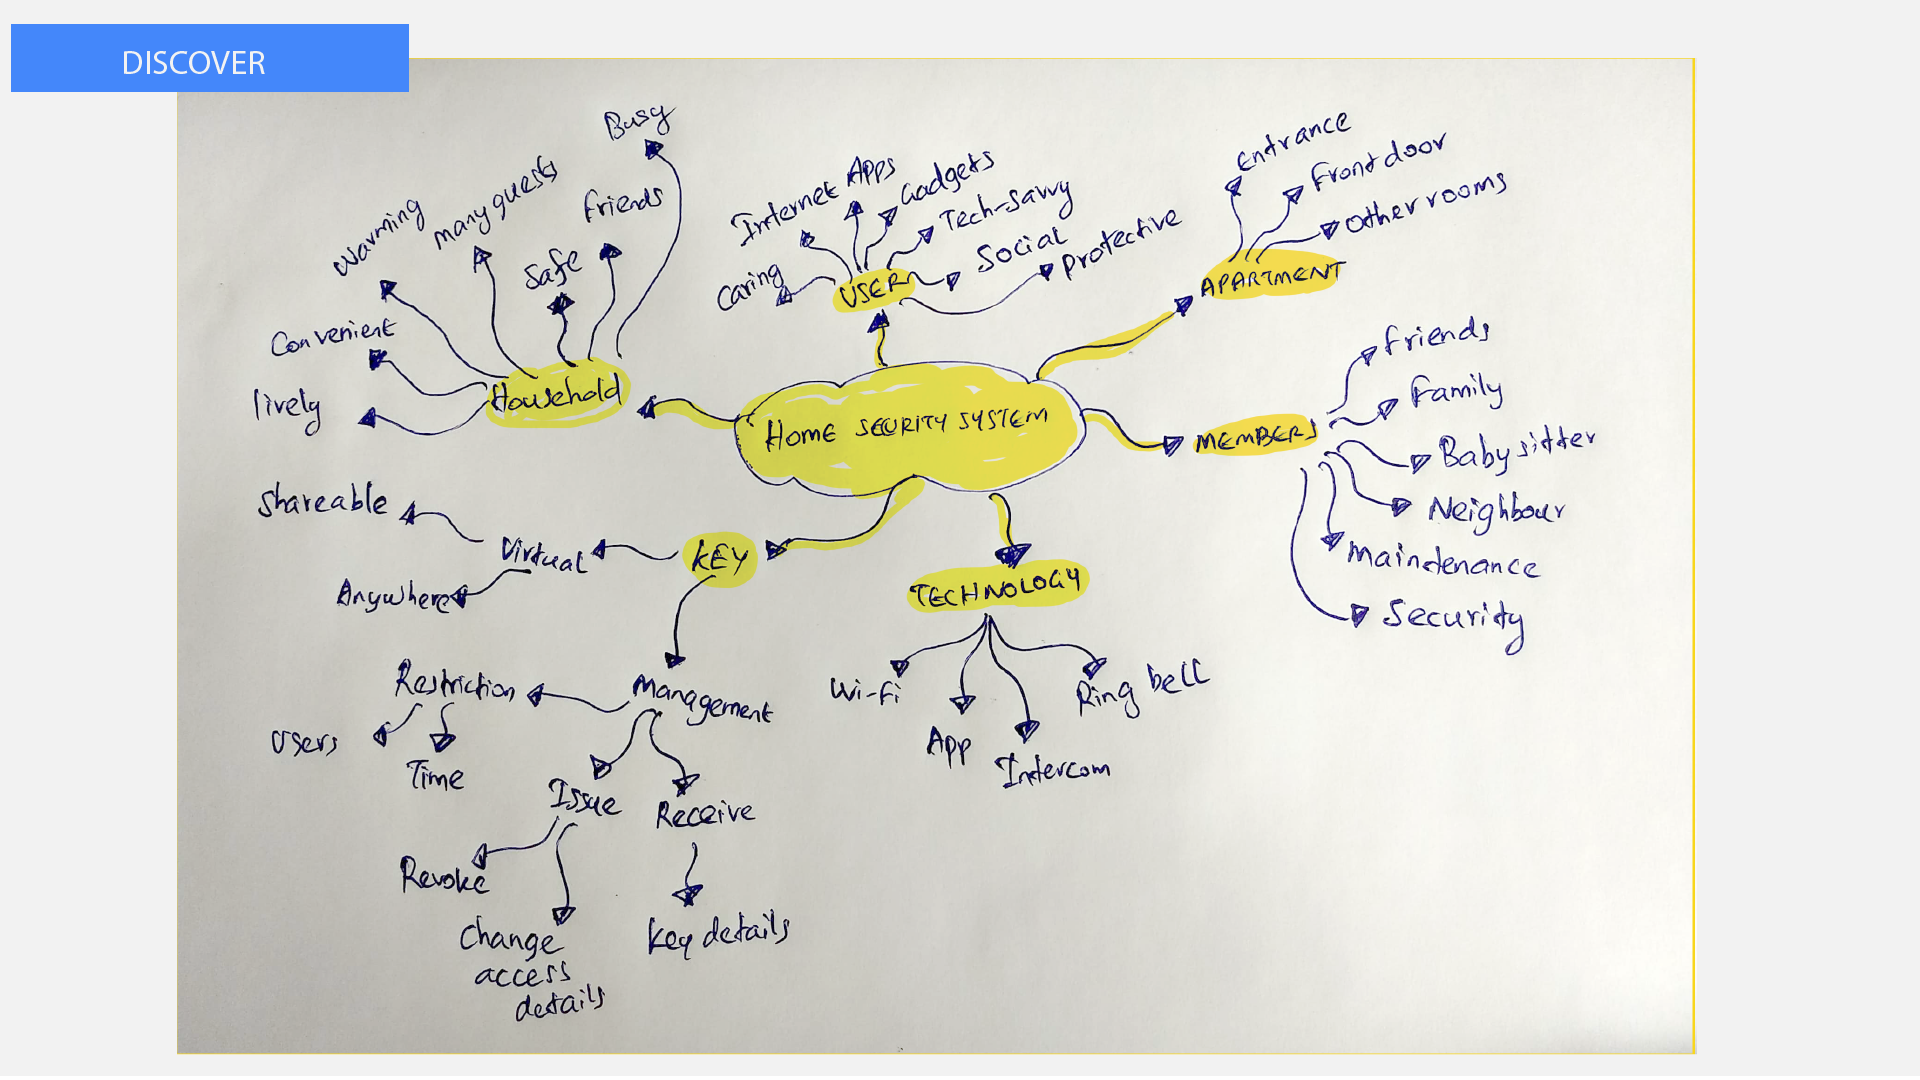 DISCOVER
Busy
Warming
Many guests
Friends
Safe
Convenient
lively
Household
Internet
Apps
Gadgets
Tech-savvy
Social
Protective
Caring
USER
Entrance
Front door
Other rooms
APARTMENT
Home SECURITY SYSTEM
MEMBERS
Friends
Family
Baby sitter
Neighbour
Maintenance
Security
Shareable
Virtual
Anywhere
KEY
TECHNOLOGY
Wi-Fi
App
Intercom
Ring bell
Management
Restriction
Users
Time
Issue
Receive
Revoke
Change
access
details
Key details